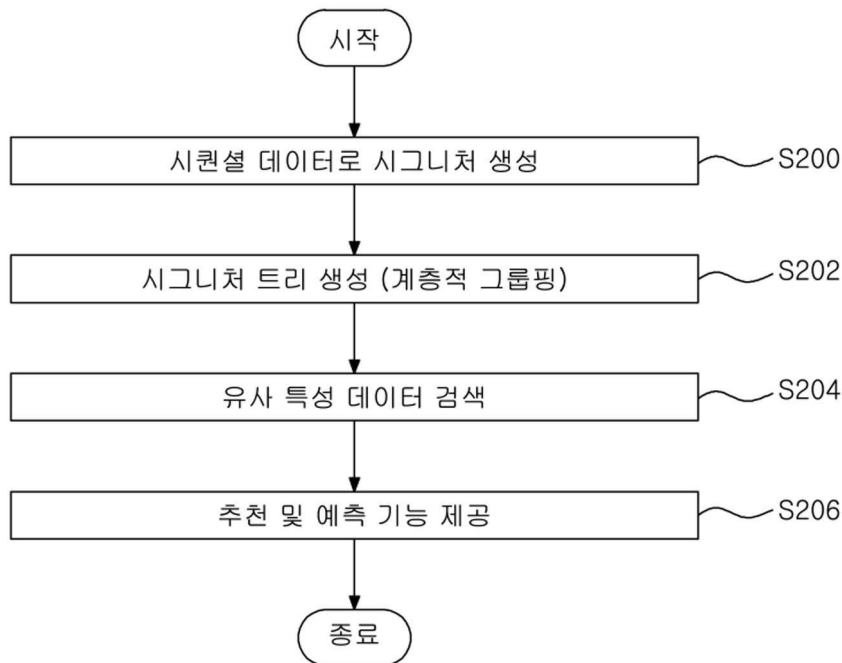 시작
시퀀셜 데이터로 시그니처 생성
S200
시그니처 트리 생성 (계층적 그룹핑)
S202
유사 특성 데이터 검색
S204
추천 및 예측 기능 제공
S206
종료